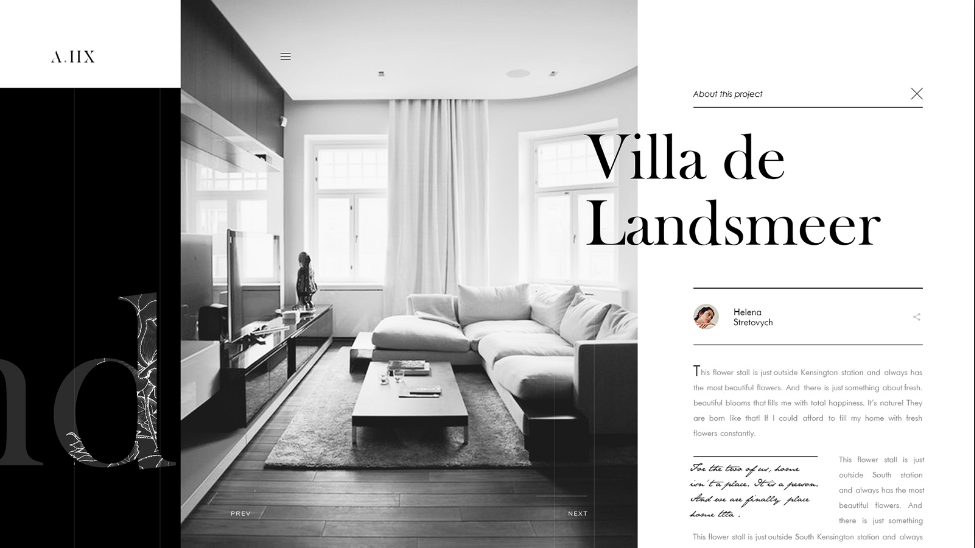 A.IIX
nd
PREV
NEXT
About this project
Villa de
Landsmeer
Helena
Stretovych
This flower stall is just outside Kensington station and always has
the most beautiful flowers. And there is just something about fresh,
beautiful blooms that fills me with total happiness. It's nature! They
are born like that! If I could afford to fill my home with fresh
flowers constantly.
For the two of us, home
isn't a place. It is a person.
And we are finally place
home
This flower stall is just
outside South station
and always has the most
beautiful flowers. And
there is just something
This flower stall is just outside South Kensington station and always